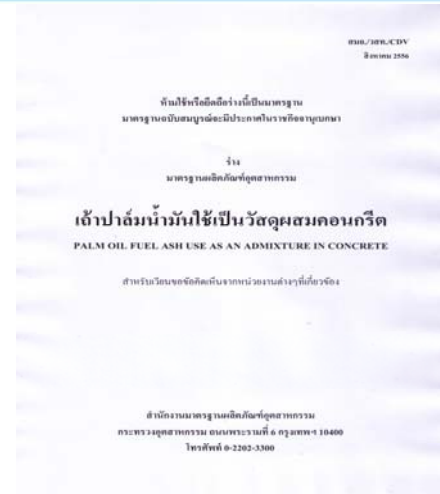 สมอ./วสท./CDV
สิงหาคม 2556
ห้ามใช้หรือยึดถือร่างนี้เป็นมาตรฐาน
มาตรฐานฉบับสมบูรณ์จะมีประกาศในราชกิจจานุเบกษา
ร่าง
มาตรฐานผลิตภัณฑ์อุตสาหกรรม
เถ้าปาล์มน้ำมันใช้เป็นวัสดุผสมคอนกรีต
PALM OIL FUEL ASH USE AS AN ADMIXTURE IN CONCRETE
สำหรับเวียนขอข้อคิดเห็นจากหน่วยงานต่างๆที่เกี่ยวข้อง
สำนักงานมาตรฐานผลิตภัณฑ์อุตสาหกรรม
กระทรวงอุตสาหกรรม ถนนพระรามที่ 6 กรุงเทพฯ 10400
โทรศัพท์ 0-2202-3300